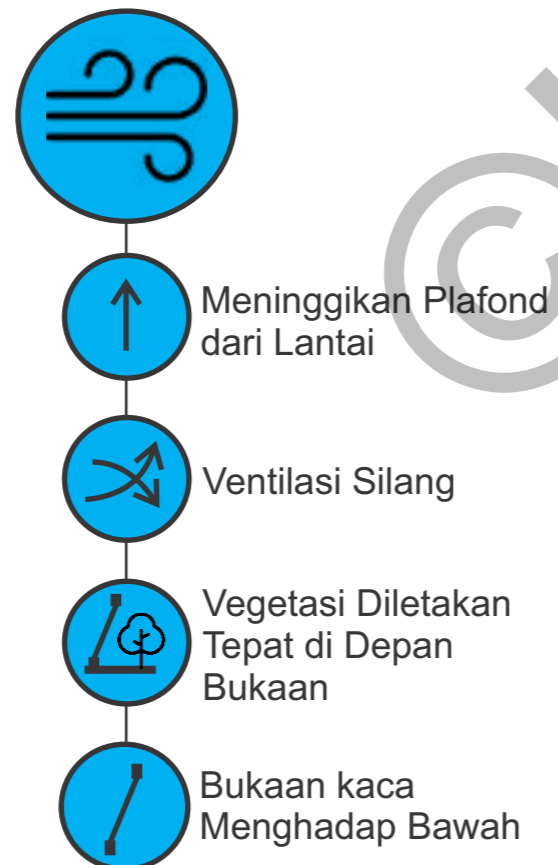 Meninggikan Plafond
dari Lantai
Ventilasi Silang
Vegetasi Diletakan
Tepat di Depan
Bukaan
Bukaan kaca
Menghadap Bawah